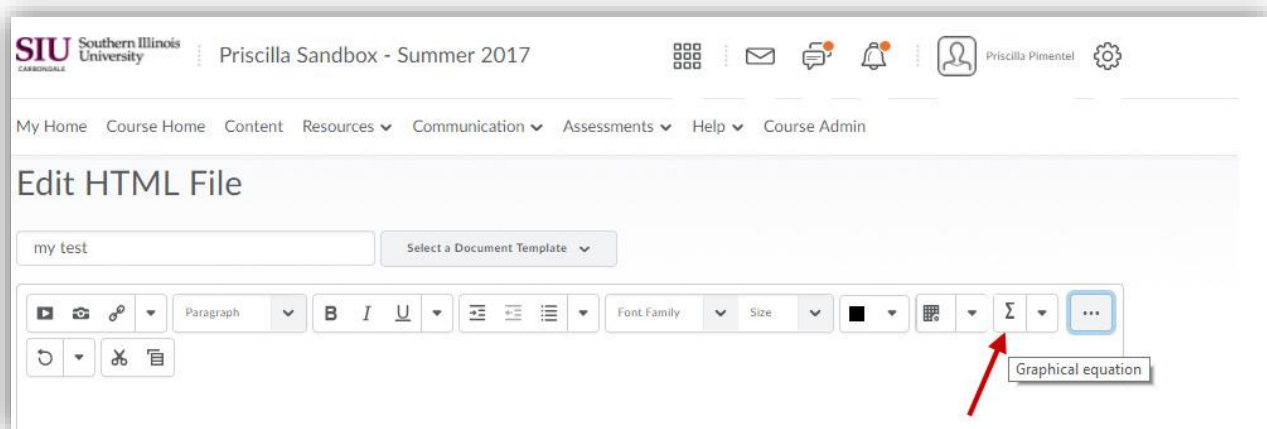 SIU Southern Illinois University
CARBONDALE
Priscilla Sandbox - Summer 2017
Priscilla Pimentel
My Home Course Home Content Resources Communication Assessments Help Course Admin
Edit HTML File
my test Select a Document Template
Paragraph B I U Font Family Size Σ ...
Graphical equation